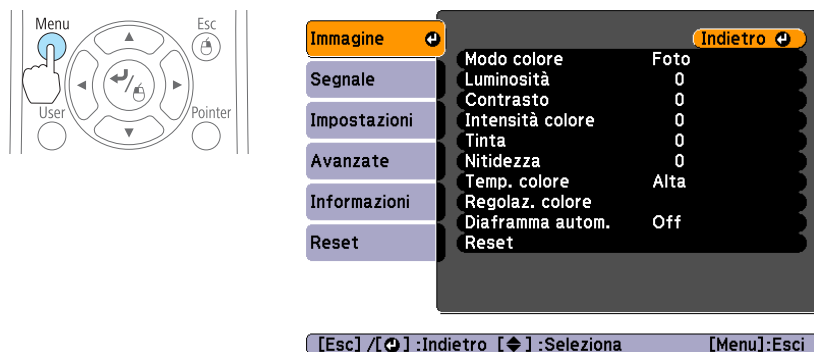 Menu
Esc
User
Pointer
Immagine
Segnale
Impostazioni
Avanzate
Informazioni
Reset
Indietro
Modo colore Foto
Luminosità 0
Contrasto 0
Intensità colore 0
Tinta 0
Nitidezza 0
Temp. colore Alta
Regolaz. colore
Diaframma autom. Off
Reset
[Esc] /[ ] :Indietro [ ] :Seleziona [Menu]:Esci